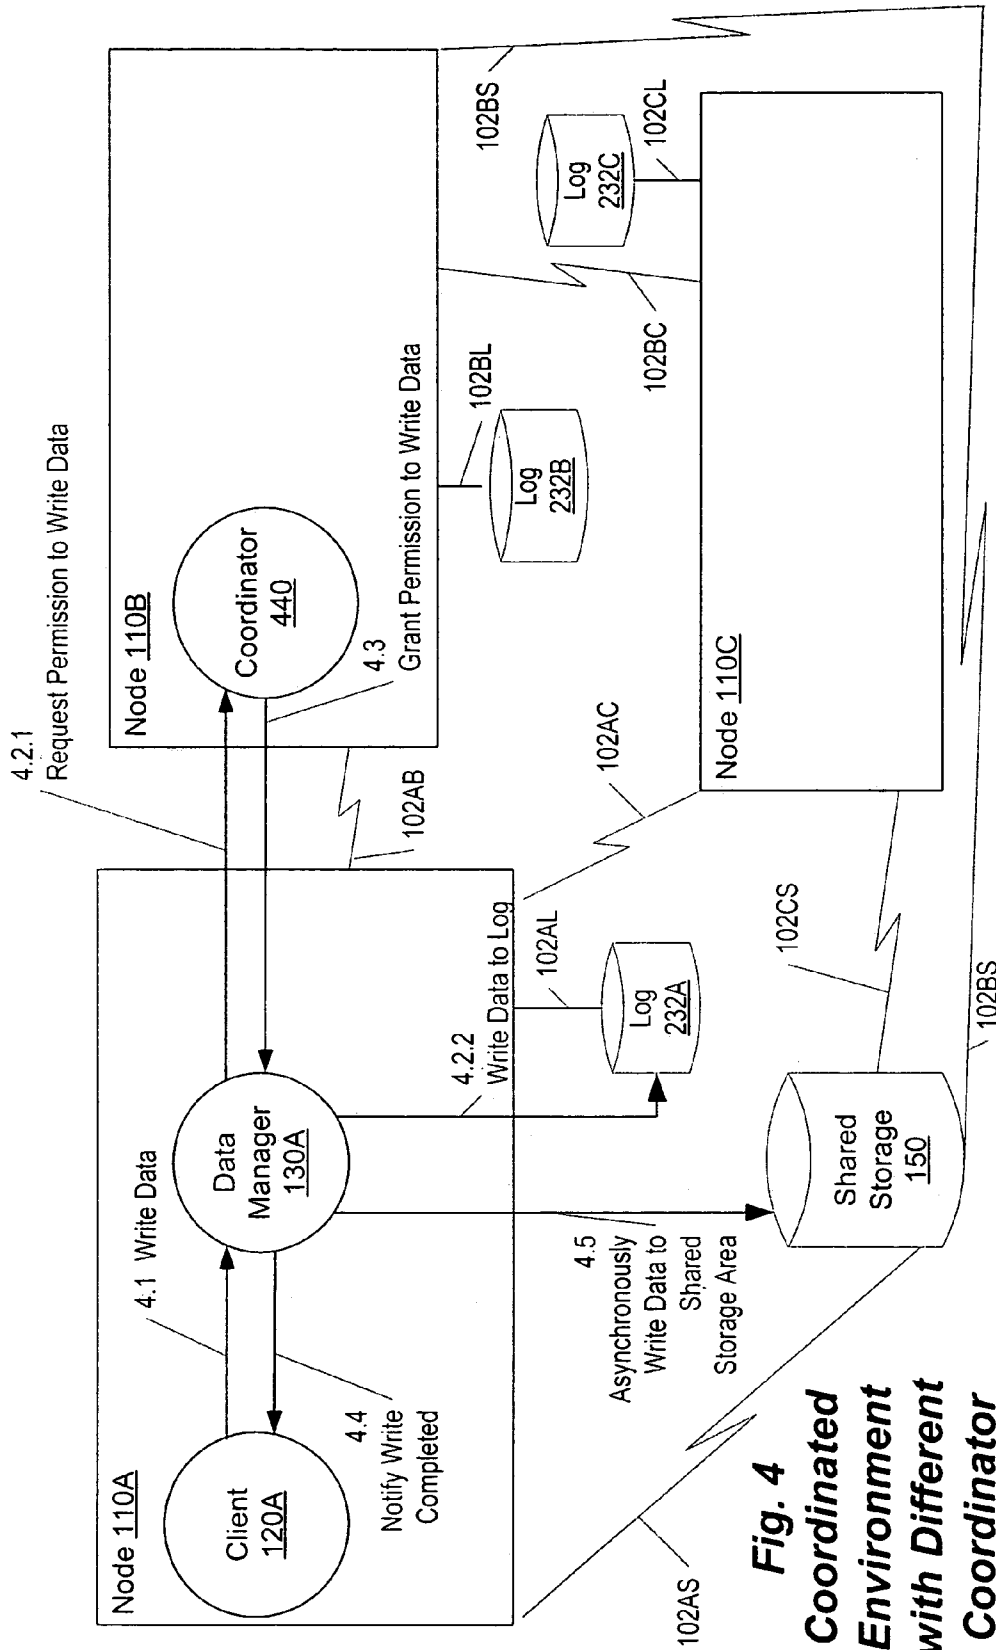 Node 110A
Client
120A
4.1 Write Data
4.4
Notify Write
Completed
Data
Manager
130A
4.2.1
Request Permission to Write Data
Node 110B
Coordinator
440
4.3
Grant Permission to Write Data
102AB
4.2.2
Write Data to Log
102AL
Log
232A
102BL
Log
232B
102BS
Log
232C
102CL
102BC
102AC
Node 110C
4.5
Asynchronously
Write Data to
Shared
Storage Area
Shared
Storage
150
102CS
102BS
102AS
Fig. 4
Coordinated
Environment
with Different
Coordinator